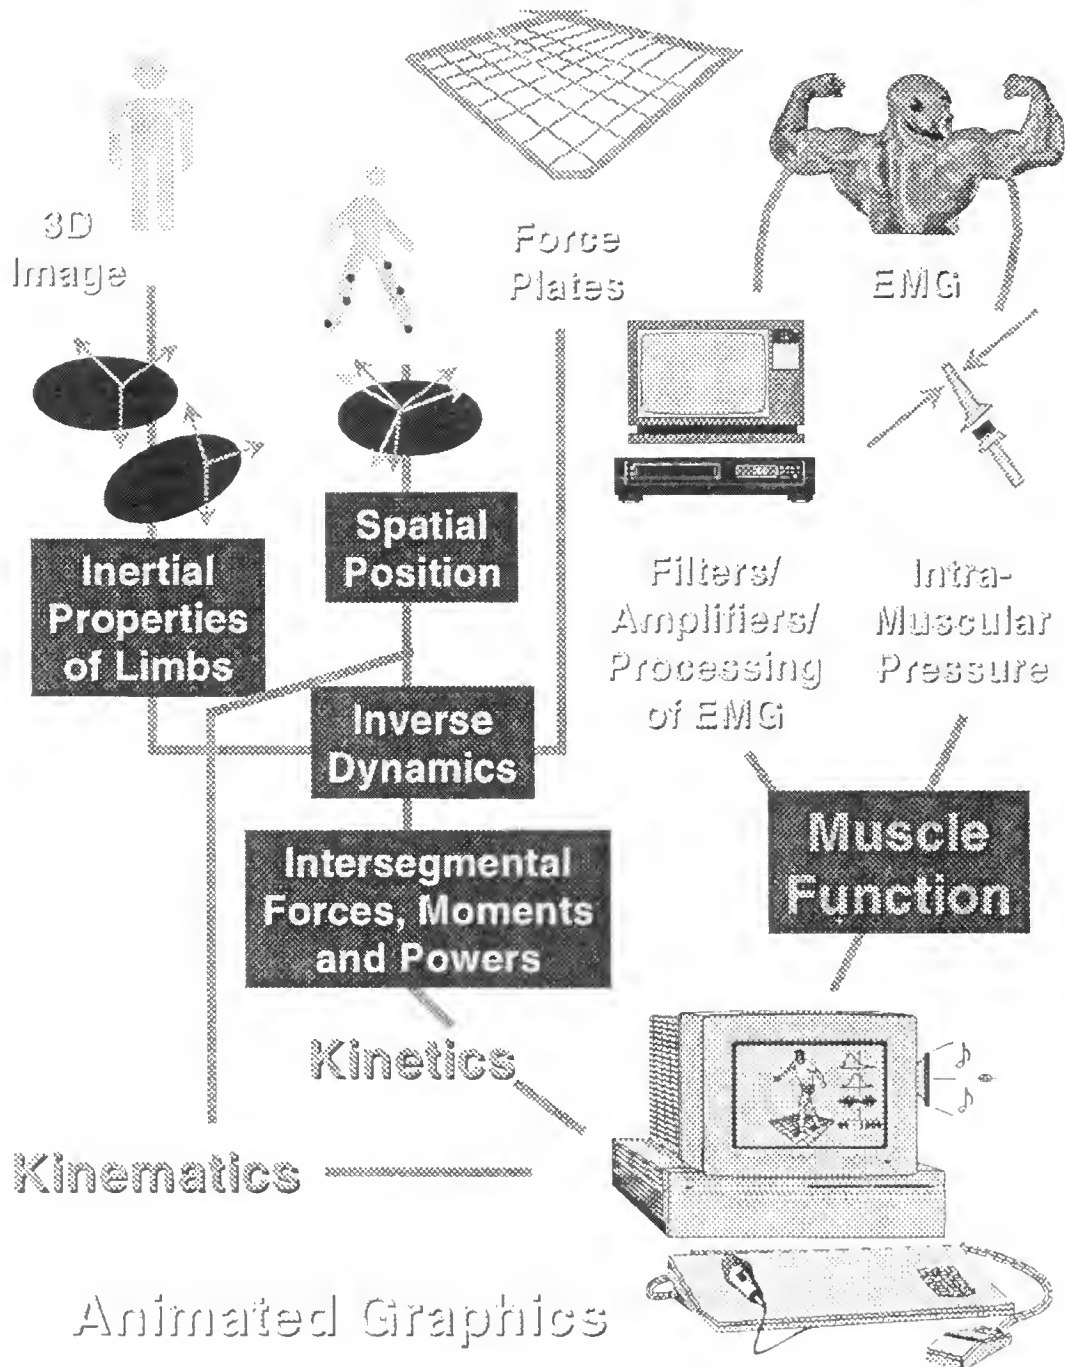 3D
Image
Force
Plates
EMG
Spatial
Position
Inertial
Properties
of Limbs
Filters/
Amplifiers/
Processing
of EMG
Intra-
Muscular
Pressure
Inverse
Dynamics
Muscle
Function
Intersegmental
Forces, Moments
and Powers
Kinetics
Kinematics
Animated Graphics